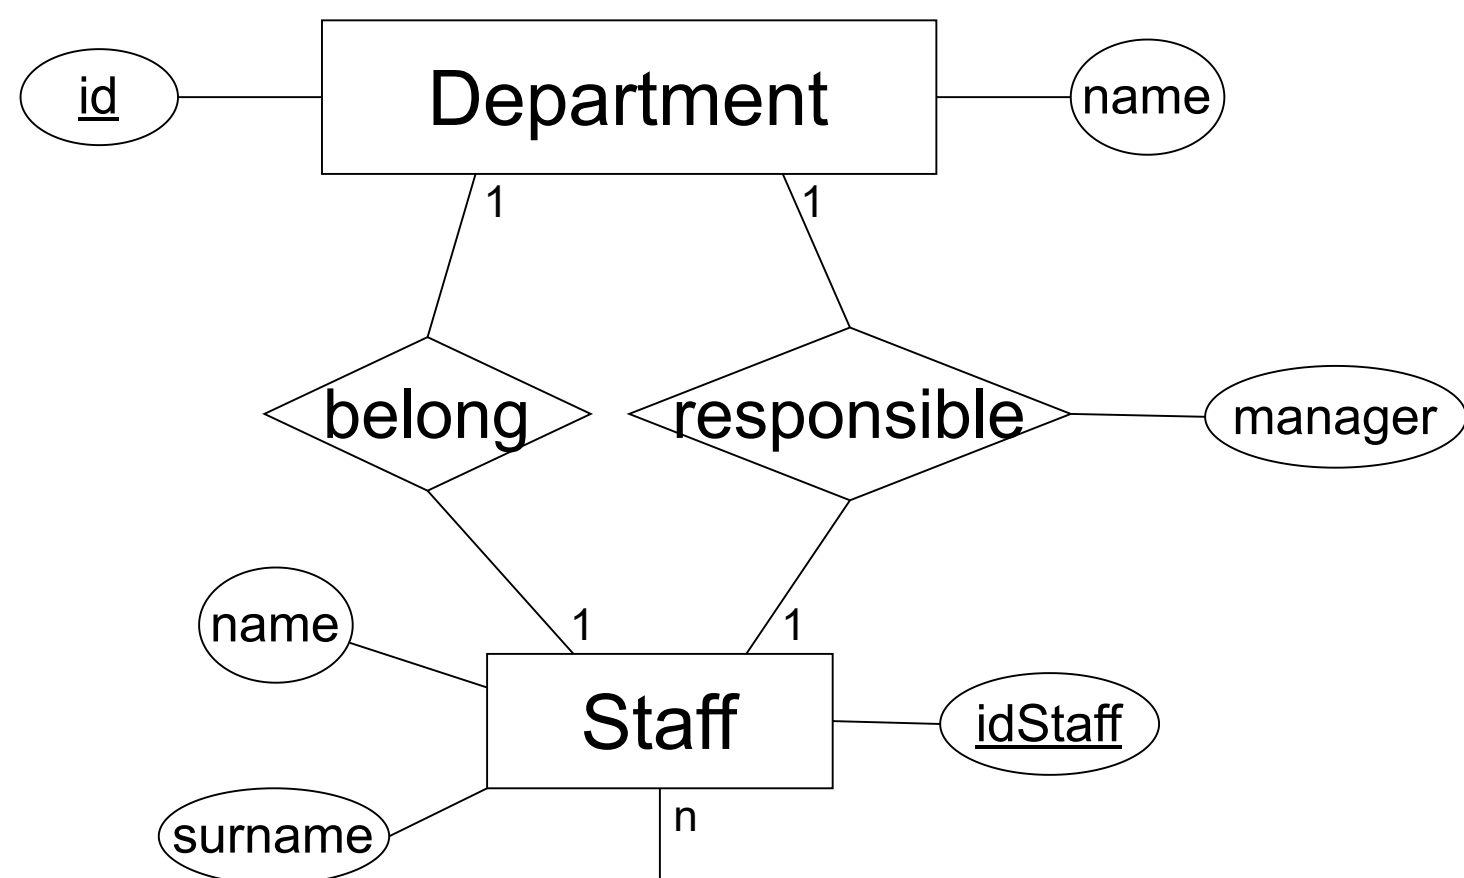 id
Department
name
1
1
belong
responsible
manager
name
1
1
Staff
idStaff
surname
n